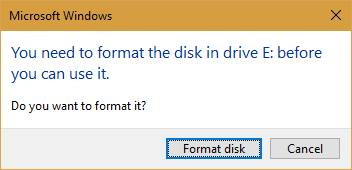 Microsoft Windows
You need to format the disk in drive E: before
you can use it.
Do you want to format it?
Format disk
Cancel